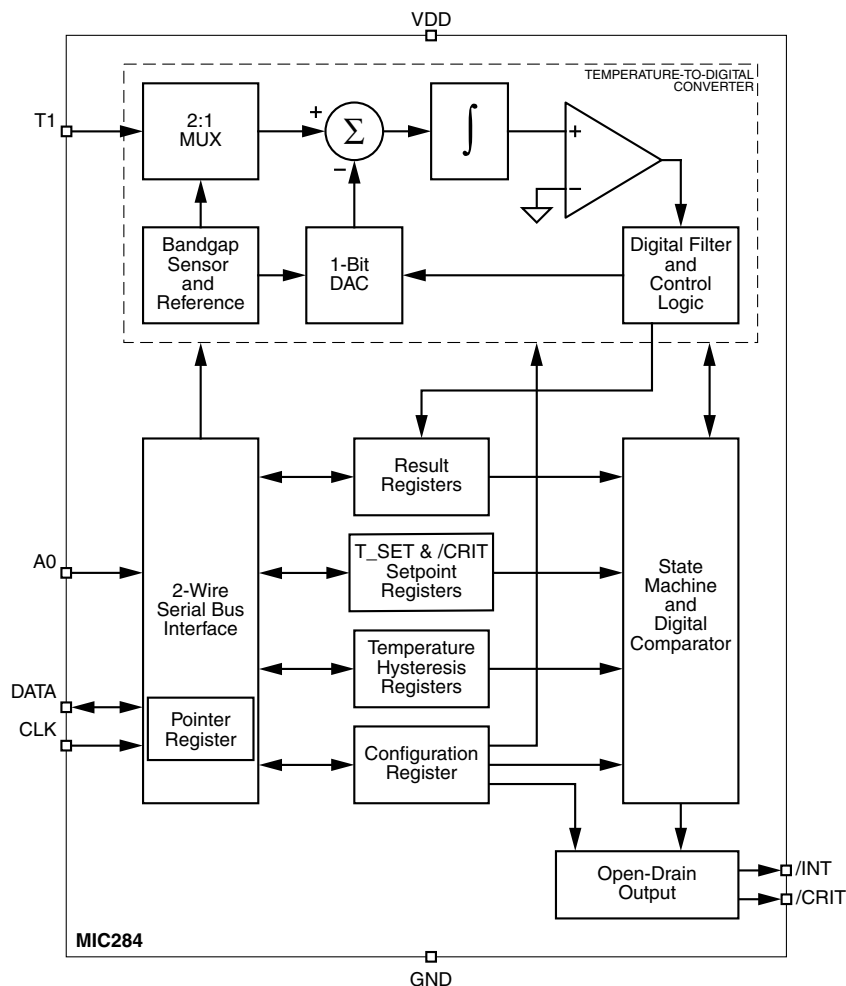 VDD
TEMPERATURE-TO-DIGITAL
CONVERTER
T1
2:1
MUX
+
Σ
−
∫
+
−
Bandgap
Sensor
and
Reference
1-Bit
DAC
Digital Filter
and
Control
Logic
Result
Registers
A0
T_SET & /CRIT
Setpoint
Registers
2-Wire
Serial Bus
Interface
State
Machine
and
Digital
Comparator
Temperature
Hysteresis
Registers
DATA
CLK
Pointer
Register
Configuration
Register
Open-Drain
Output
/INT
/CRIT
MIC284
GND